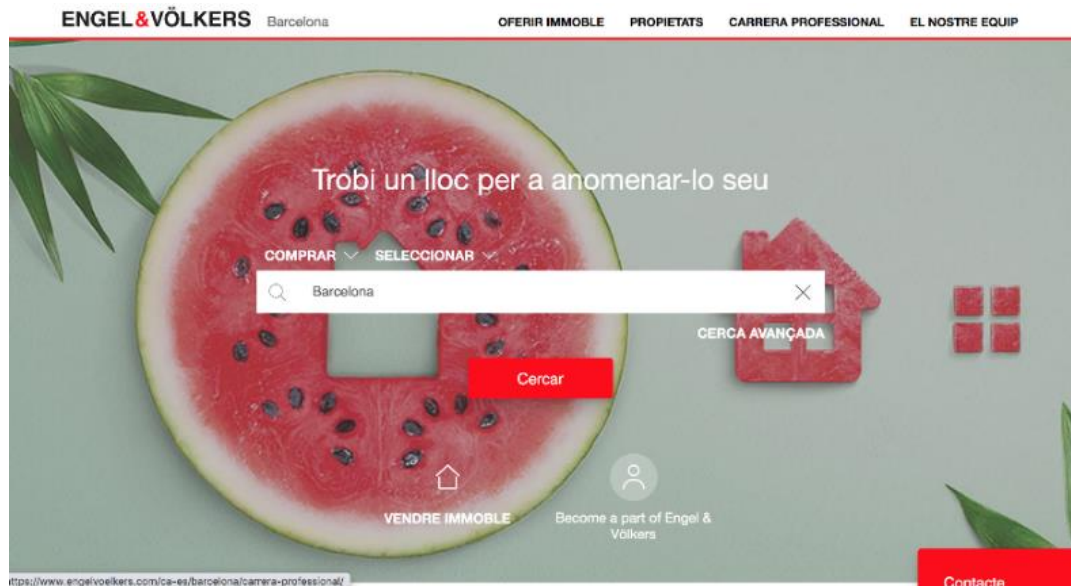 ENGEL&VÖLKERS Barcelona
OFERIR IMMOBLE PROPIETATS CARRERA PROFESSIONAL EL NOSTRE EQUIP
Trobi un lloc per a anomenar-lo seu
COMPRAR SELECCIONAR
Barcelona
CERCA AVANÇADA
Cercar
VENDRE IMMOBLE
Become a part of Engel &
Völkers
Contacte
ttps://www.engelvoelkers.com/ca-es/barcelona/carrera-professional/